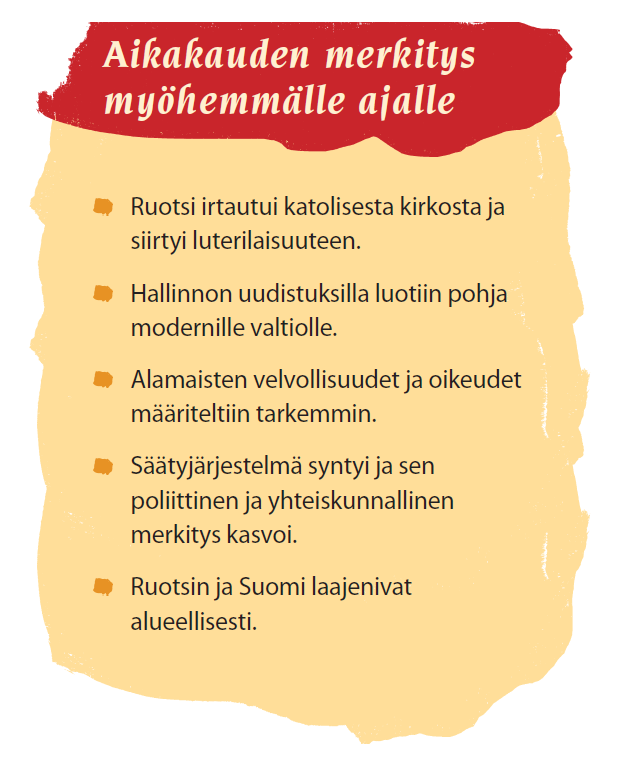 Aikakauden merkitys
myöhemmälle ajalle
Ruotsi irtautui katolisesta kirkosta ja
siirtyi luterilaisuuteen.
Hallinnon uudistuksilla luotiin pohja
modernille valtiolle.
Alamaisten velvollisuudet ja oikeudet
määriteltiin tarkemmin.
Säätyjärjestelmä syntyi ja sen
poliittinen ja yhteiskunnallinen
merkitys kasvoi.
Ruotsin ja Suomi laajenivat
alueellisesti.